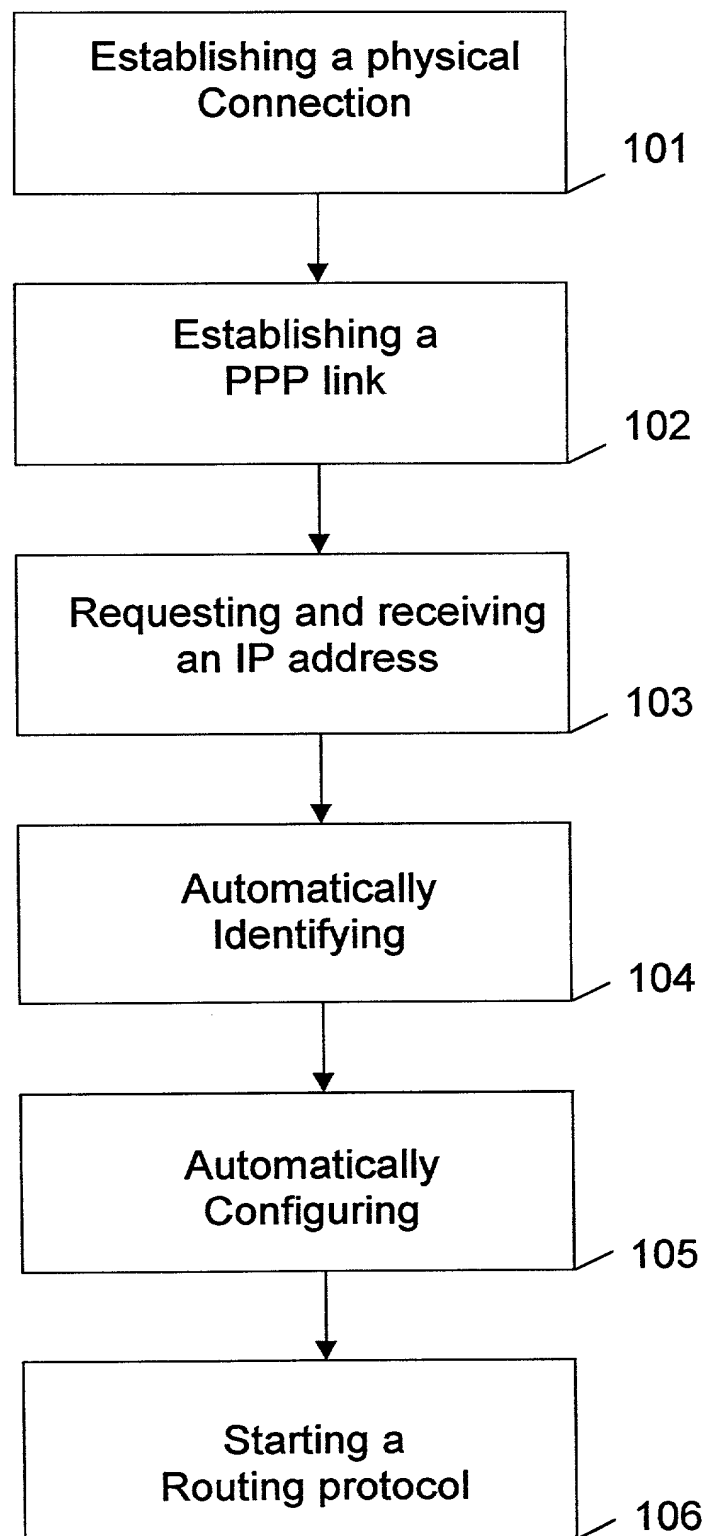 Establishing a physical
Connection
101
Establishing a
PPP link
102
Requesting and receiving
an IP address
103
Automatically
Identifying
104
Automatically
Configuring
105
Starting a
Routing protocol
106